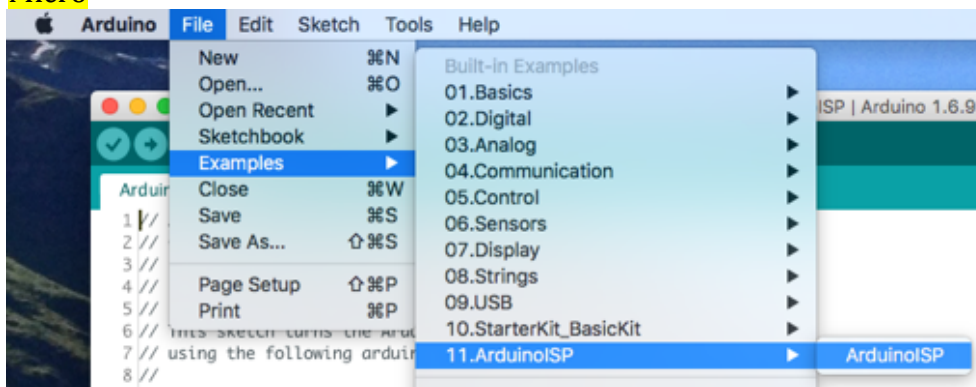 Arduino File Edit Sketch Tools Help
New ⌘N
Open... ⌘O
Open Recent ▶
Sketchbook ▶
Examples ▶
Close ⌘W
Save ⌘S
Save As... ⇧⌘S
Page Setup ⇧⌘P
Print ⌘P
Built-in Examples
01.Basics ▶
02.Digital ▶
03.Analog ▶
04.Communication ▶
05.Control ▶
06.Sensors ▶
07.Display ▶
08.Strings ▶
09.USB ▶
10.StarterKit_BasicKit ▶
11.ArduinoISP ▶
ArduinoISP
ISP | Arduino 1.6.9
Arduin
1 //
2 //
3 //
4 //
5 //
6 // This sketch turns the Ardu
7 // using the following arduin
8 //